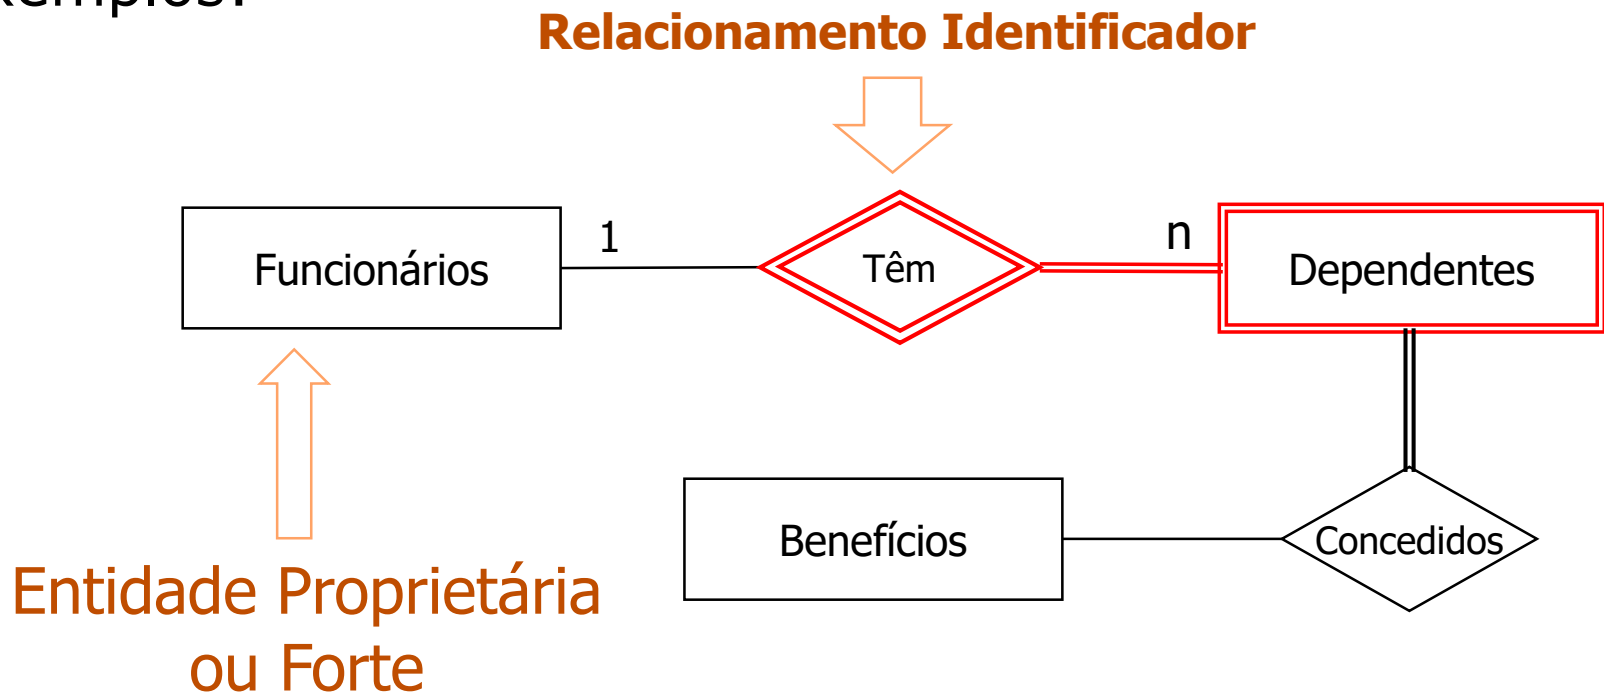 Relacionamento Identificador
Funcionários
1
Têm
n
Dependentes
Benefícios
Concedidos
Entidade Proprietária
ou Forte